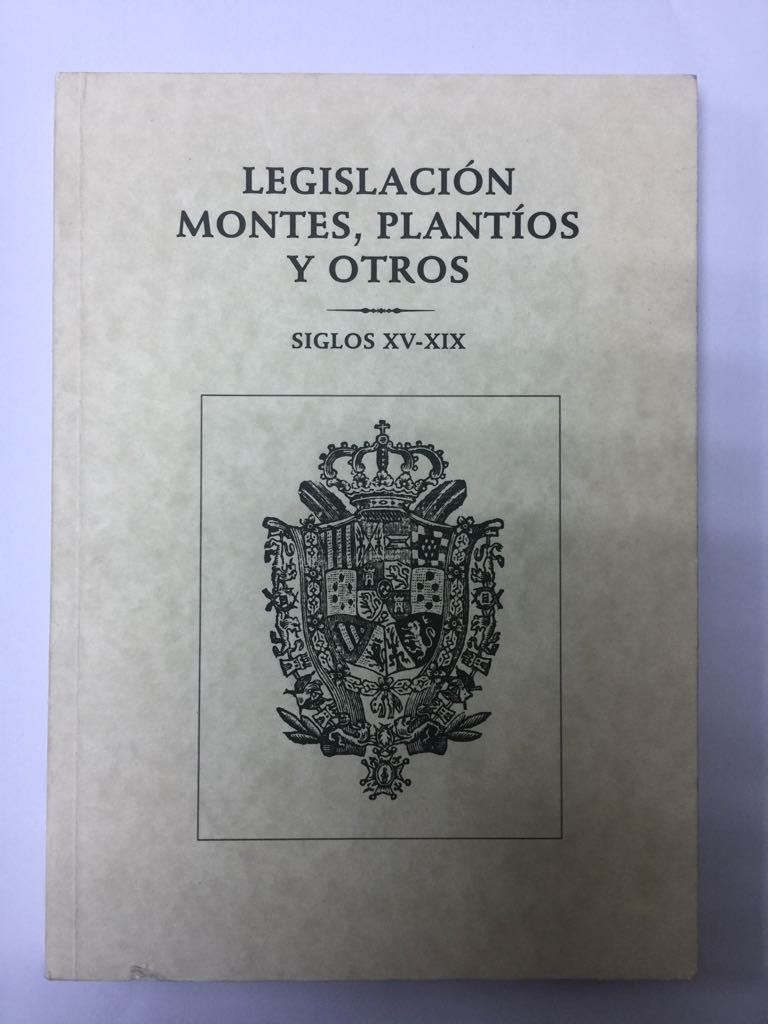 LEGISLACIÓN
MONTES, PLANTÍOS
Y OTROS
SIGLOS XV-XIX